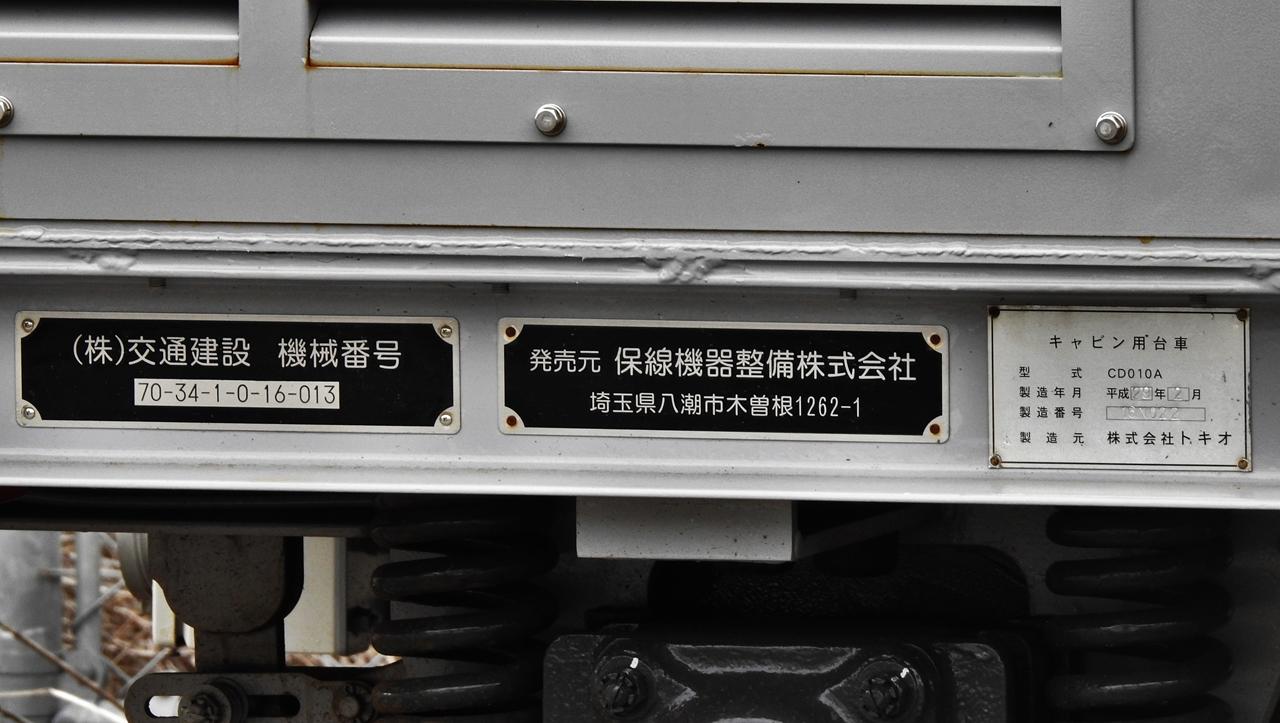 (株)交通建設 機械番号
70-34-1-0-16-013
発売元 保線機器整備株式会社
埼玉県八潮市木曽根1262-1
キャビン用台車
型式 CD010A
製造年月 平成29年2月
製造番号
製造元 株式会社トキオ